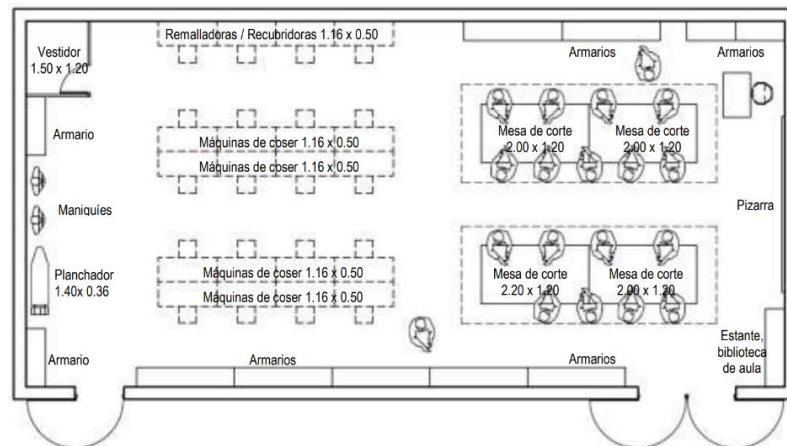 Remalladoras / Recubridoras 1.16 x 0.50
Vestidor
1.50 x 1.20
Armarios
Armarios
Armario
Mesa de corte
2.00 x 1.20
Mesa de corte
2.00 x 1.20
Máquinas de coser 1.16 x 0.50
Máquinas de coser 1.16 x 0.50
Maniquíes
Pizarra
Planchador
1.40x 0.36
Máquinas de coser 1.16 x 0.50
Máquinas de coser 1.16 x 0.50
Mesa de corte
2.20 x 1.20
Mesa de corte
2.00 x 1.20
Armario
Armarios
Armarios
Estante,
biblioteca
de aula